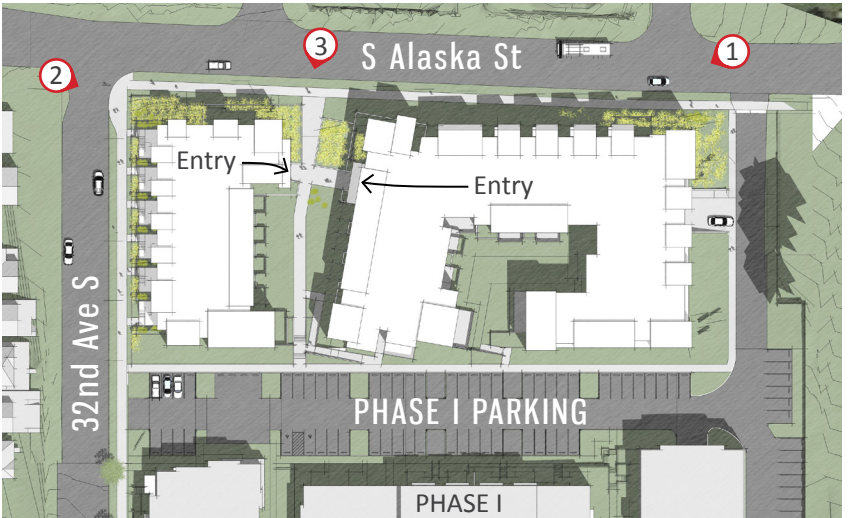 3
S Alaska St
1
2
Entry
Entry
32nd Ave S
PHASE I PARKING
PHASE I